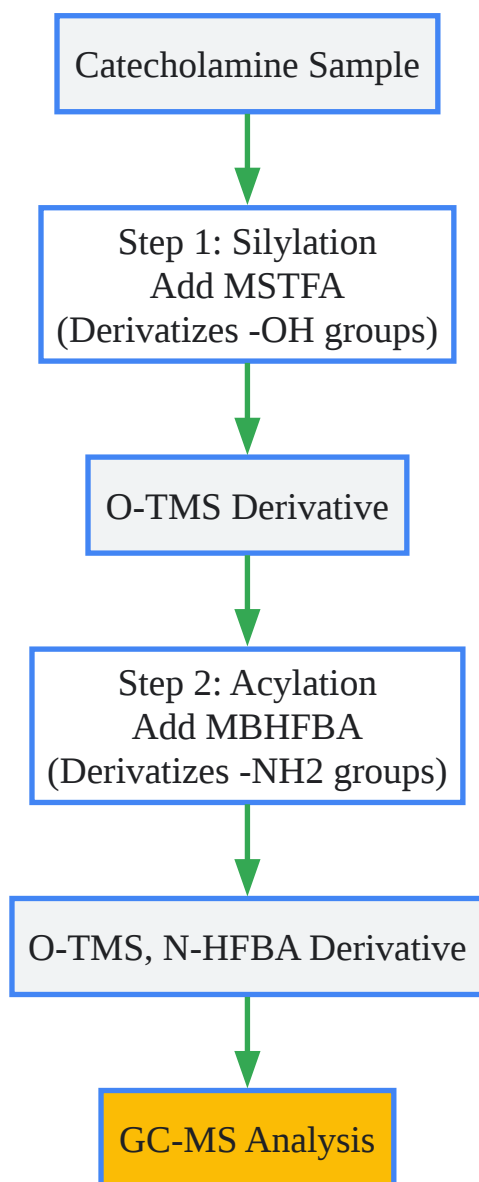 Catecholamine Sample
Step 1: Silylation
Add MSTFA
(Derivatizes -OH groups)
O-TMS Derivative
Step 2: Acylation
Add MBHFBA
(Derivatizes -NH2 groups)
O-TMS, N-HFBA Derivative
GC-MS Analysis